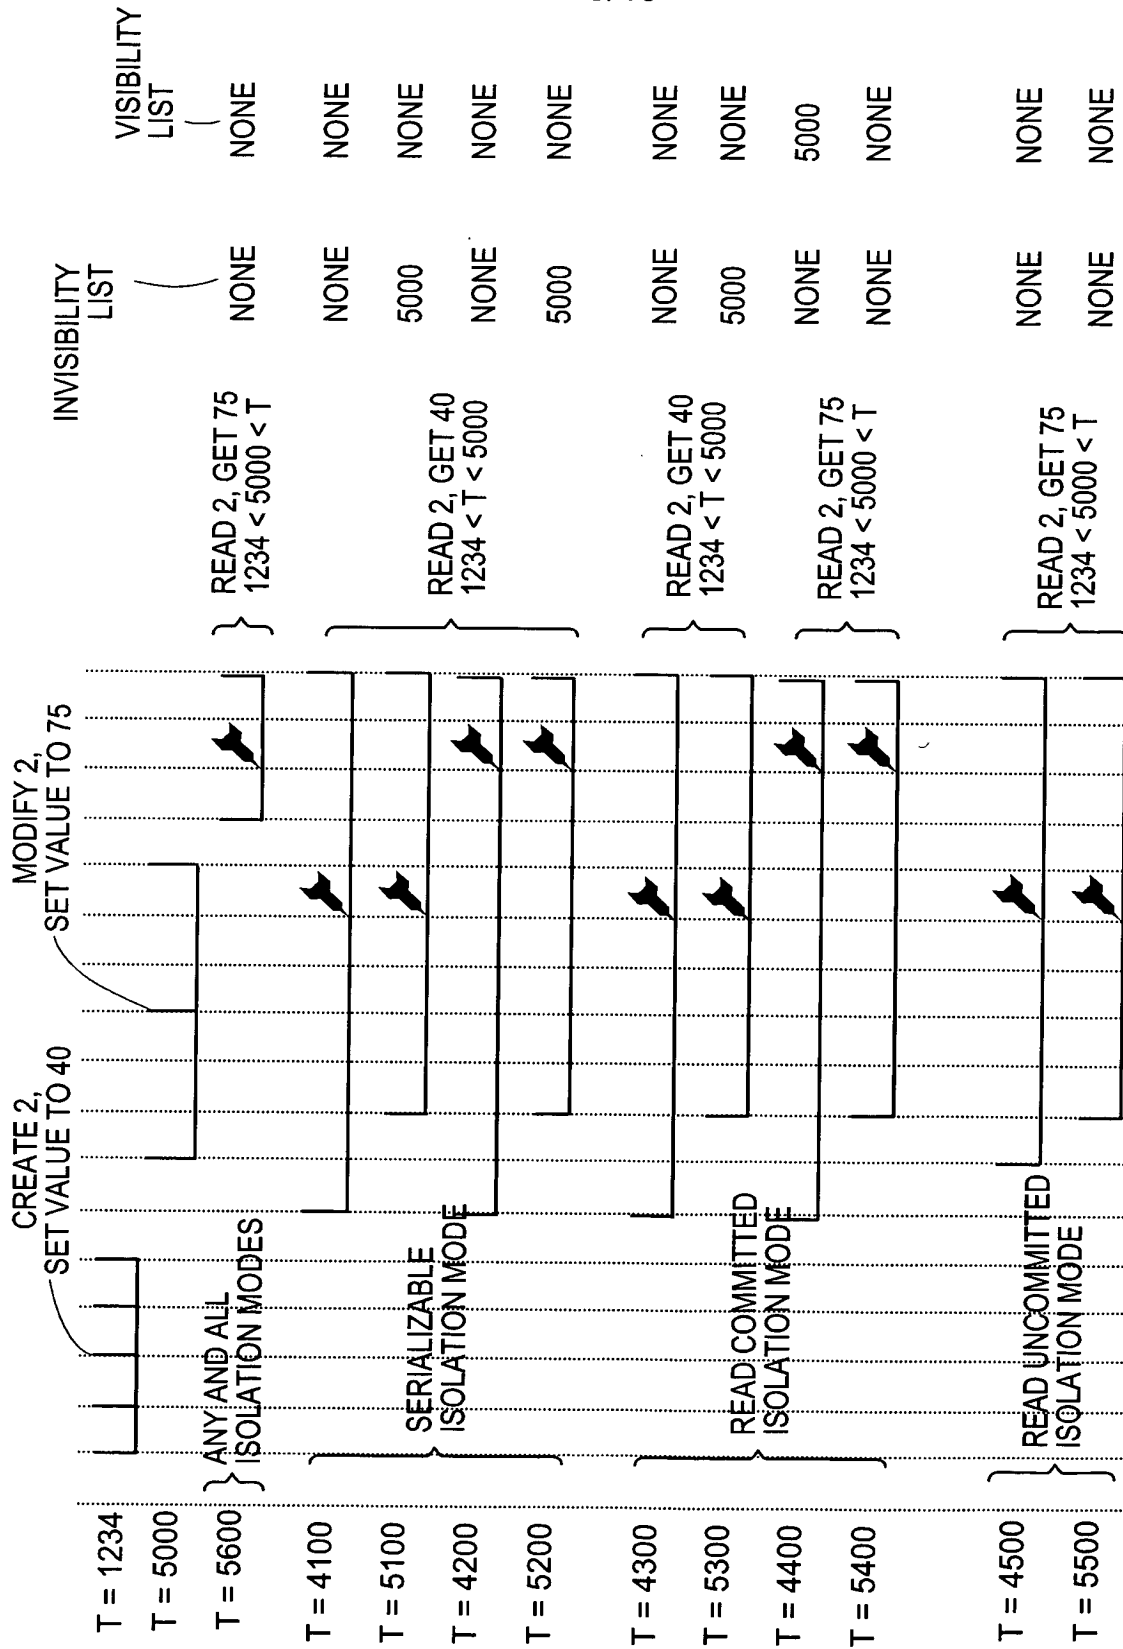 CREATE 2,
SET VALUE TO 40
MODIFY 2,
SET VALUE TO 75
INVISIBILITY
LIST
VISIBILITY
LIST
T = 1234
T = 5000
T = 5600
ANY AND ALL
ISOLATION MODES
READ 2, GET 75
1234 < 5000 < T
NONE
NONE
T = 4100
NONE
NONE
T = 5100
SERIALIZABLE
ISOLATION MODE
READ 2, GET 40
1234 < T < 5000
5000
NONE
T = 4200
NONE
NONE
T = 5200
5000
NONE
T = 4300
READ 2, GET 40
1234 < T < 5000
NONE
NONE
T = 5300
READ COMMITTED
ISOLATION MODE
5000
NONE
T = 4400
READ 2, GET 75
1234 < 5000 < T
NONE
5000
T = 5400
NONE
NONE
T = 4500
READ UNCOMMITTED
ISOLATION MODE
READ 2, GET 75
1234 < 5000 < T
NONE
NONE
T = 5500
NONE
NONE